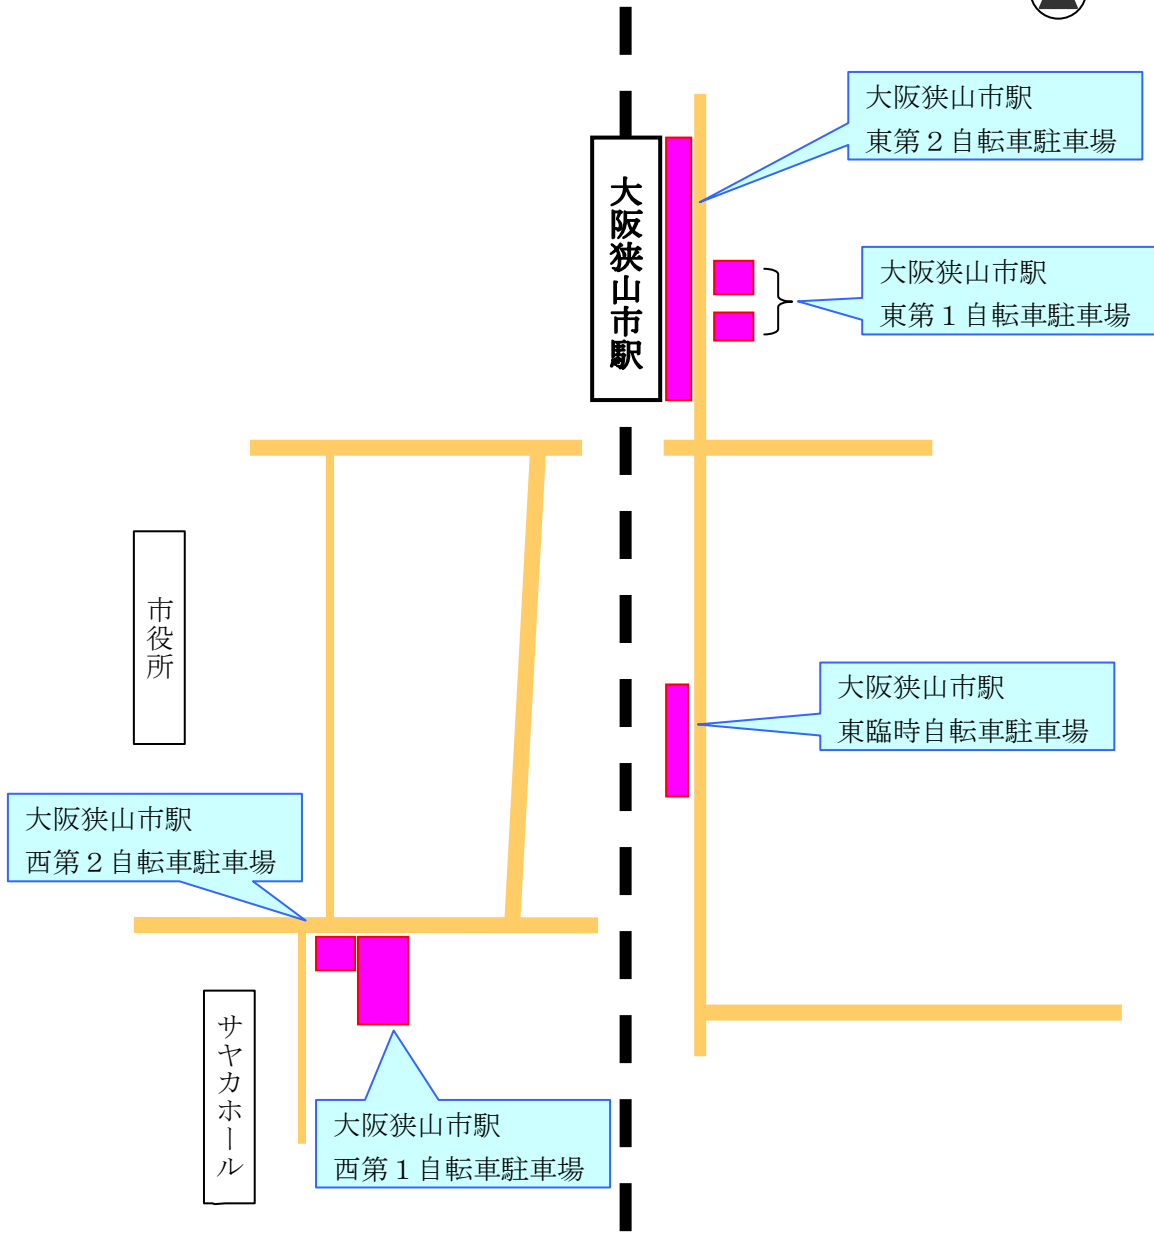 大阪狭山市駅
東第２自転車駐車場
大阪狭山市駅
大阪狭山市駅
東第１自転車駐車場
市役所
大阪狭山市駅
東臨時自転車駐車場
大阪狭山市駅
西第２自転車駐車場
サヤカホール
大阪狭山市駅
西第１自転車駐車場